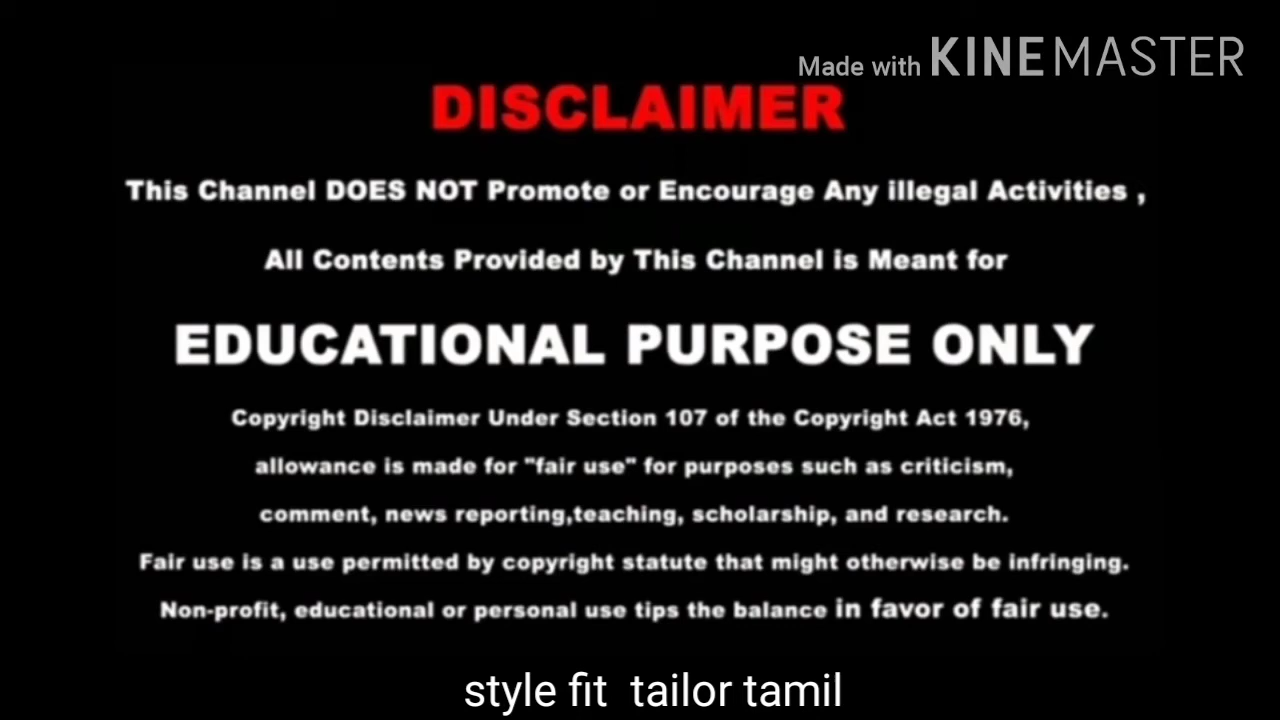 Made with KINEMASTER
DISCLAIMER
This Channel DOES NOT Promote or Encourage Any illegal Activities ,
All Contents Provided by This Channel is Meant for
EDUCATIONAL PURPOSE ONLY
Copyright Disclaimer Under Section 107 of the Copyright Act 1976,
allowance is made for "fair use" for purposes such as criticism,
comment, news reporting,teaching, scholarship, and research.
Fair use is a use permitted by copyright statute that might otherwise be infringing.
Non-profit, educational or personal use tips the balance in favor of fair use.
style fit tailor tamil